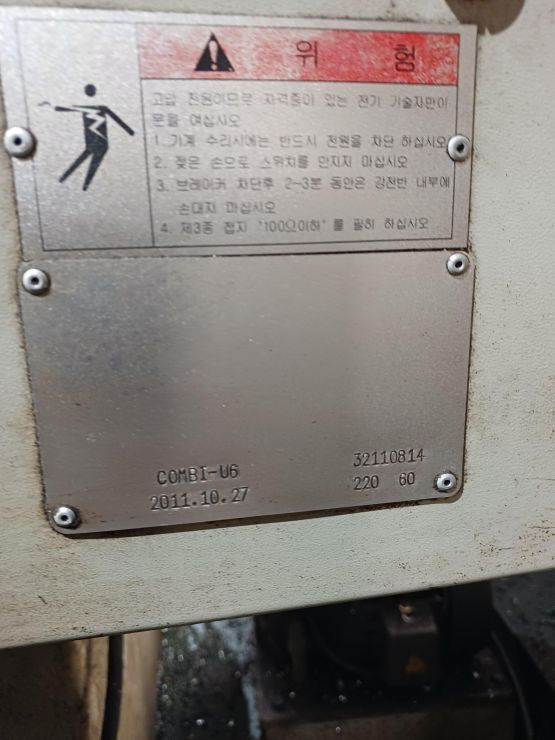 위 험
고압 전원이므로 자격증이 있는 전기 기술자만이
문을 여십시오
1. 기계 수리시에는 반드시 전원을 차단 하십시오
2. 젖은 손으로 스위치를 만지지 마십시오
3. 브레이커 차단후 2~3분 동안은 강전반 내부에
손대지 마십시오
4. 제3종 접지 "100Ω이하"를 필히 하십시오
COMBI-U6 32110814
2011.10.27 220 60